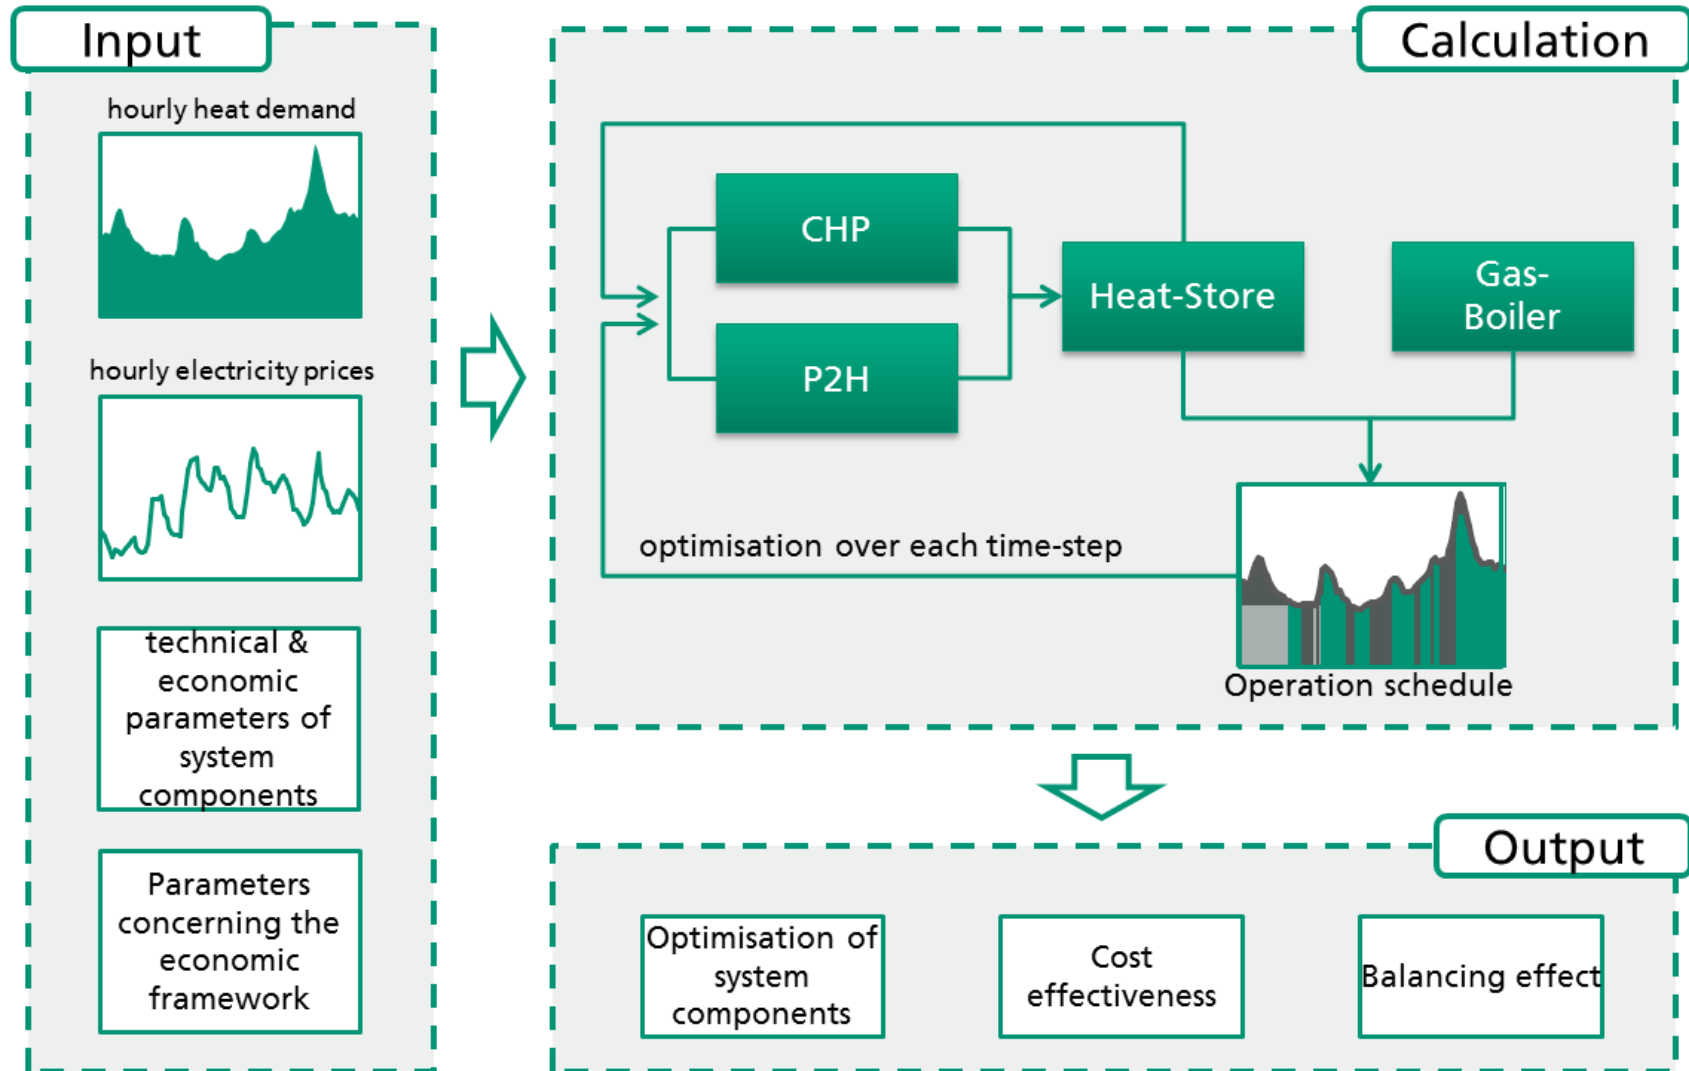 Input
hourly heat demand
hourly electricity prices
technical &
economic
parameters of
system
components
Parameters
concerning the
economic
framework
Calculation
CHP
P2H
Heat-Store
Gas-
Boiler
optimisation over each time-step
Operation schedule
Output
Optimisation of
system
components
Cost
effectiveness
Balancing effect